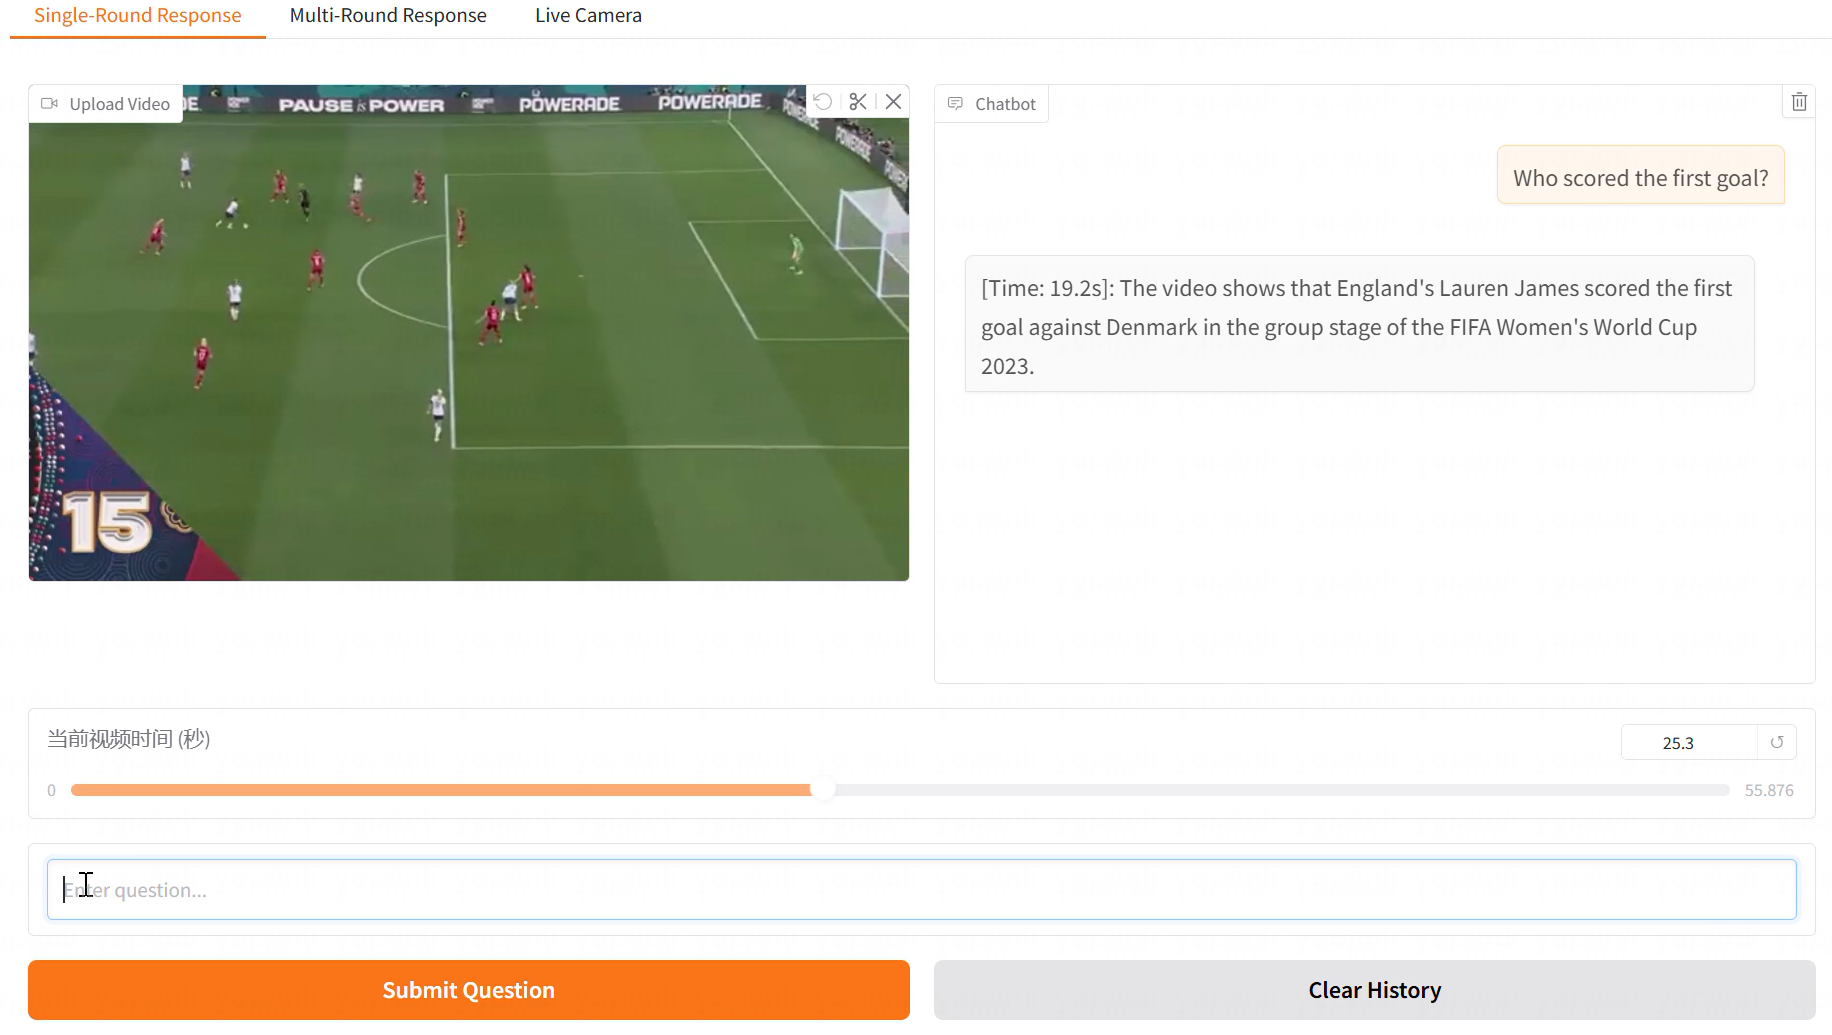 Single-Round Response Multi-Round Response Live Camera
Upload Video
PAUSE is POWER POWERADE POWERADE
POWERADE
POWERADE
15
Chatbot
Who scored the first goal?
[Time: 19.2s]: The video shows that England's Lauren James scored the first
goal against Denmark in the group stage of the FIFA Women's World Cup
2023.
当前视频时间 (秒)
25.3
0
55.876
Enter question...
Submit Question
Clear History